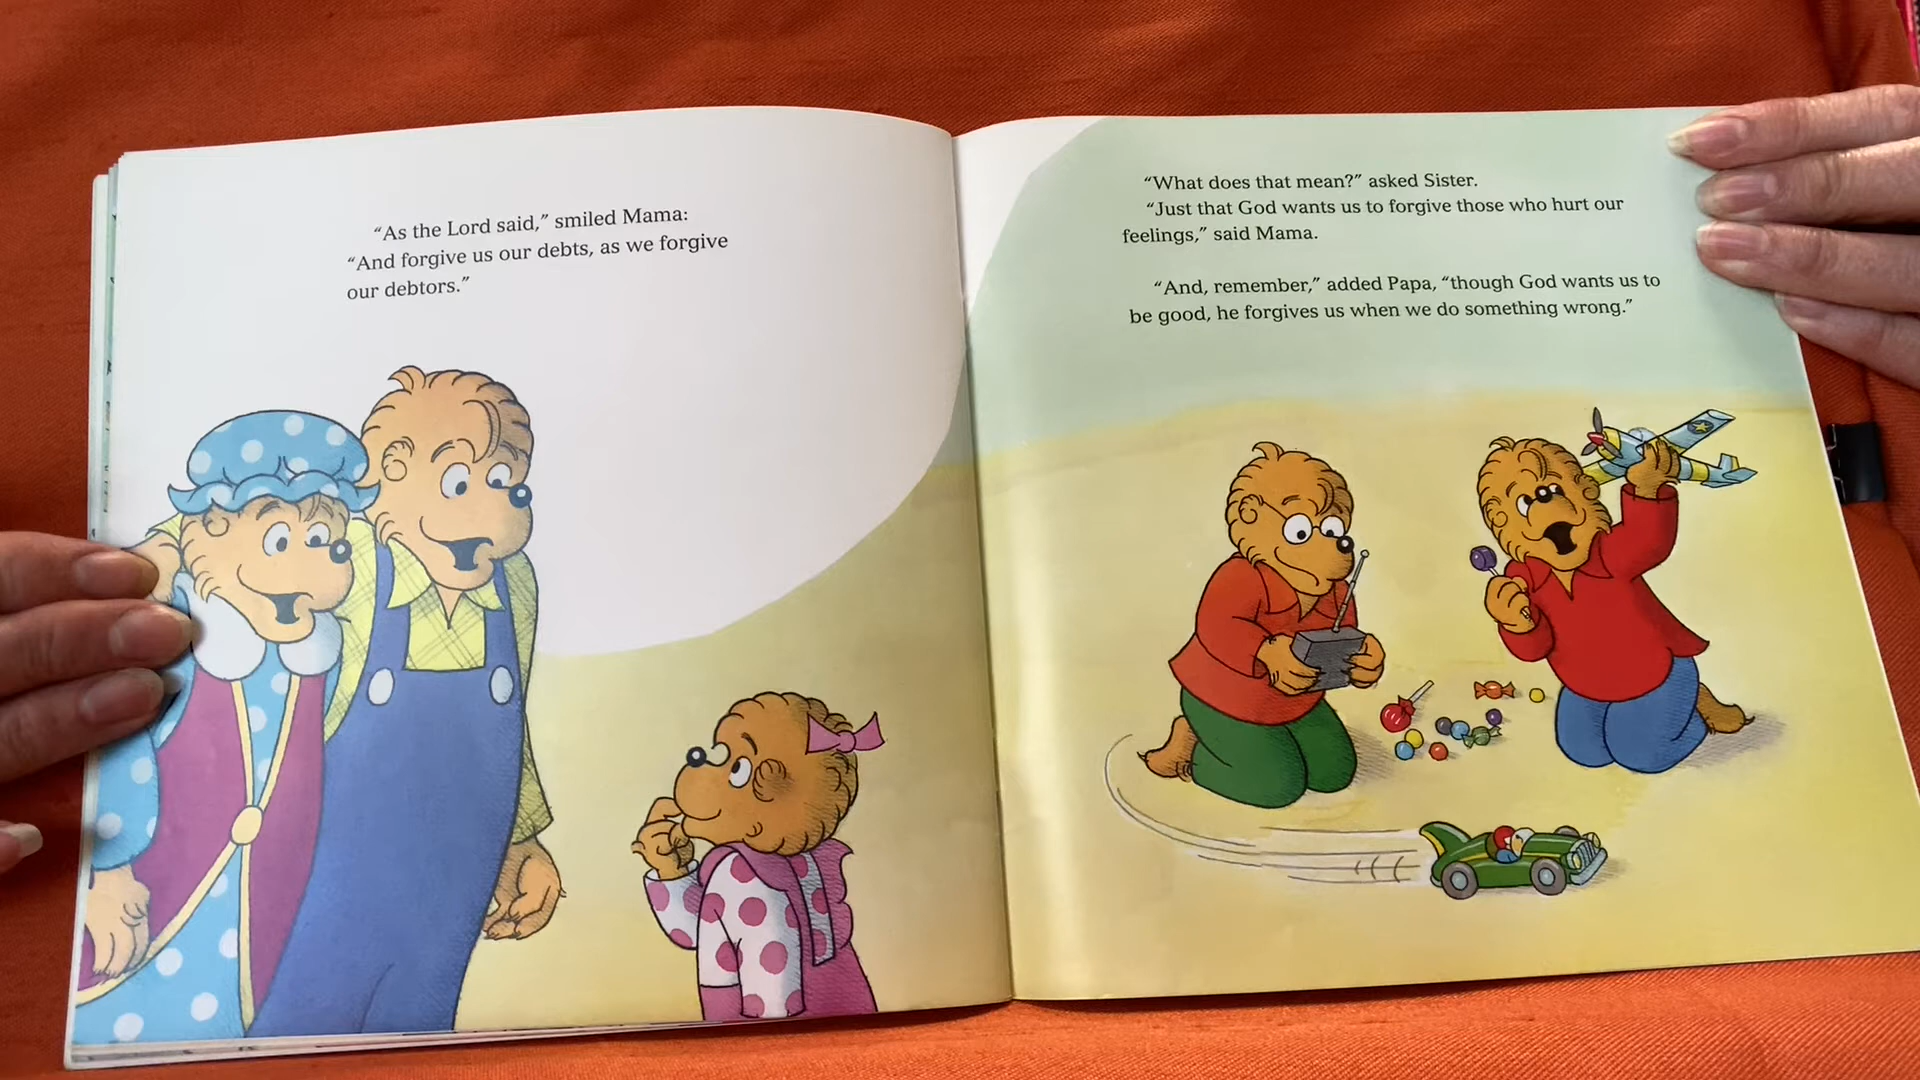 “As the Lord said,” smiled Mama:
“And forgive us our debts, as we forgive
our debtors.”
“What does that mean?” asked Sister.
“Just that God wants us to forgive those who hurt our
feelings,” said Mama.
“And, remember,” added Papa, “though God wants us to
be good, he forgives us when we do something wrong.”